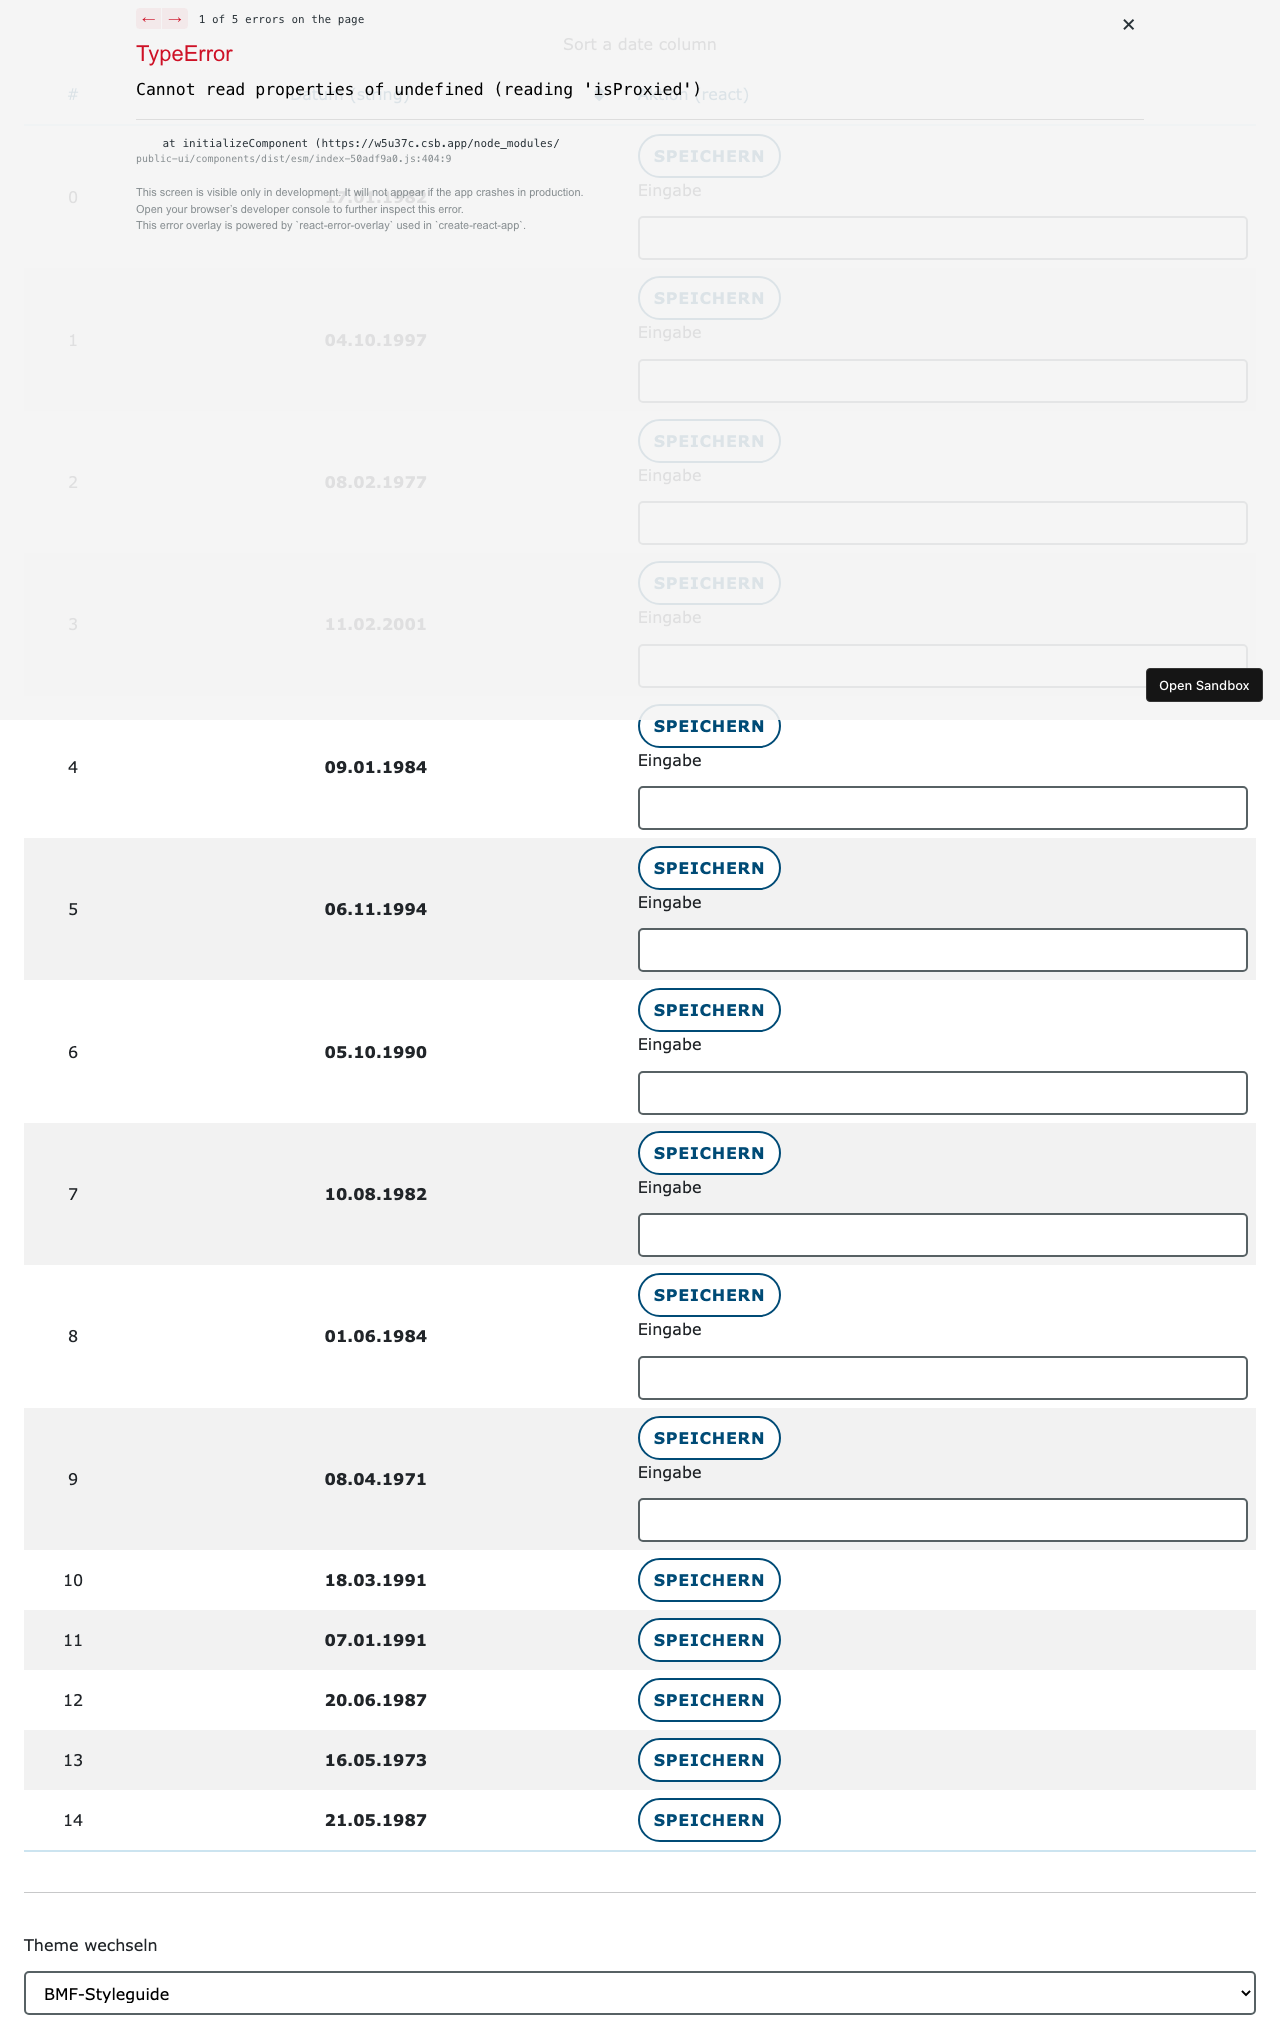 ← → 1 of 5 errors on the page ×
Sort a date column
TypeError
Cannot read properties of undefined (reading 'isProxied')
# Datum (string) Aktion (react)
at initializeComponent (https://w5u37c.csb.app/node_modules/
public-ui/components/dist/esm/index-50adf9a0.js:404:9
This screen is visible only in development. It will not appear if the app crashes in production.
Open your browser’s developer console to further inspect this error.
This error overlay is powered by `react-error-overlay` used in `create-react-app`.
0 17.01.1982 SPEICHERN
Eingabe
1 04.10.1997 SPEICHERN
Eingabe
2 08.02.1977 SPEICHERN
Eingabe
3 11.02.2001 SPEICHERN
Eingabe
Open Sandbox
4 09.01.1984 SPEICHERN
Eingabe
5 06.11.1994 SPEICHERN
Eingabe
6 05.10.1990 SPEICHERN
Eingabe
7 10.08.1982 SPEICHERN
Eingabe
8 01.06.1984 SPEICHERN
Eingabe
9 08.04.1971 SPEICHERN
Eingabe
10 18.03.1991 SPEICHERN
11 07.01.1991 SPEICHERN
12 20.06.1987 SPEICHERN
13 16.05.1973 SPEICHERN
14 21.05.1987 SPEICHERN
Theme wechseln
BMF-Styleguide